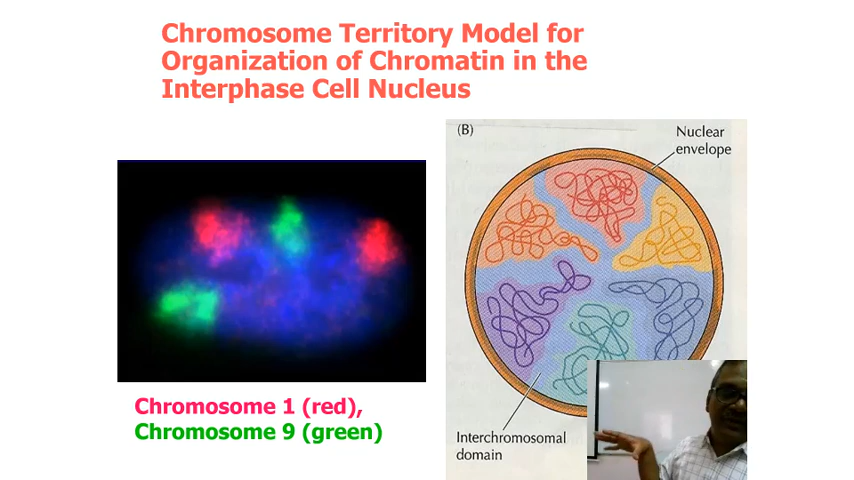 Chromosome Territory Model for
Organization of Chromatin in the
Interphase Cell Nucleus
(B)
Nuclear
envelope
Chromosome 1 (red),
Chromosome 9 (green)
Interchromosomal
domain